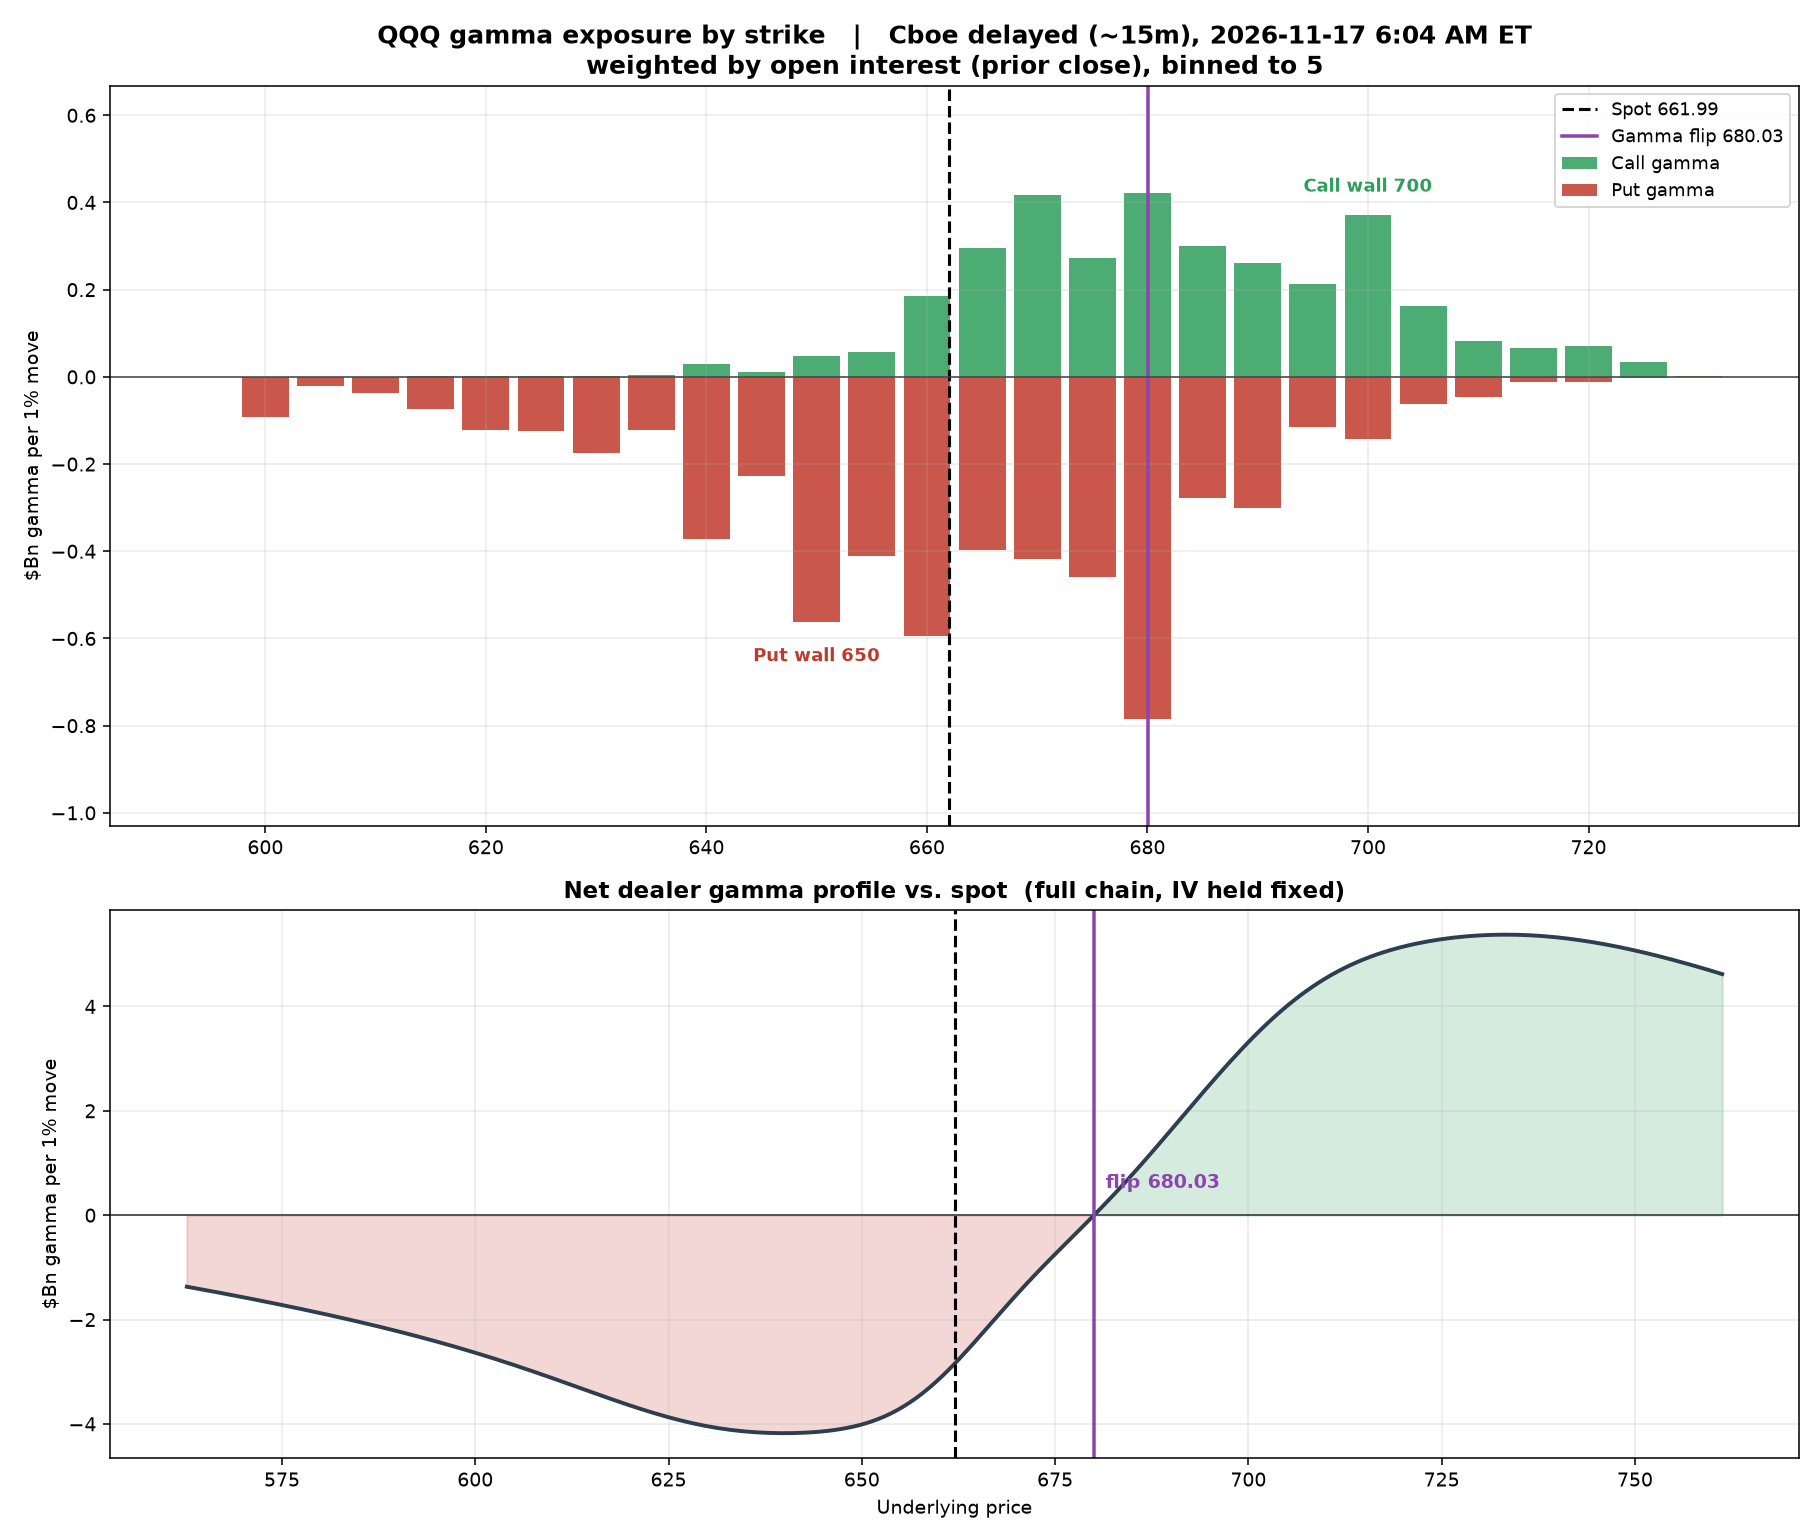 QQQ gamma exposure by strike | Cboe delayed (~15m), 2026-11-17 6:04 AM ET
weighted by open interest (prior close), binned to 5
Spot 661.99
Gamma flip 680.03
Call gamma
Put gamma
Call wall 700
Put wall 650
$Bn gamma per 1% move
0.6
0.4
0.2
0.0
−0.2
−0.4
−0.6
−0.8
−1.0
600 620 640 660 680 700 720
Net dealer gamma profile vs. spot (full chain, IV held fixed)
$Bn gamma per 1% move
4
2
0
−2
−4
flip 680.03
575 600 625 650 675 700 725 750
Underlying price